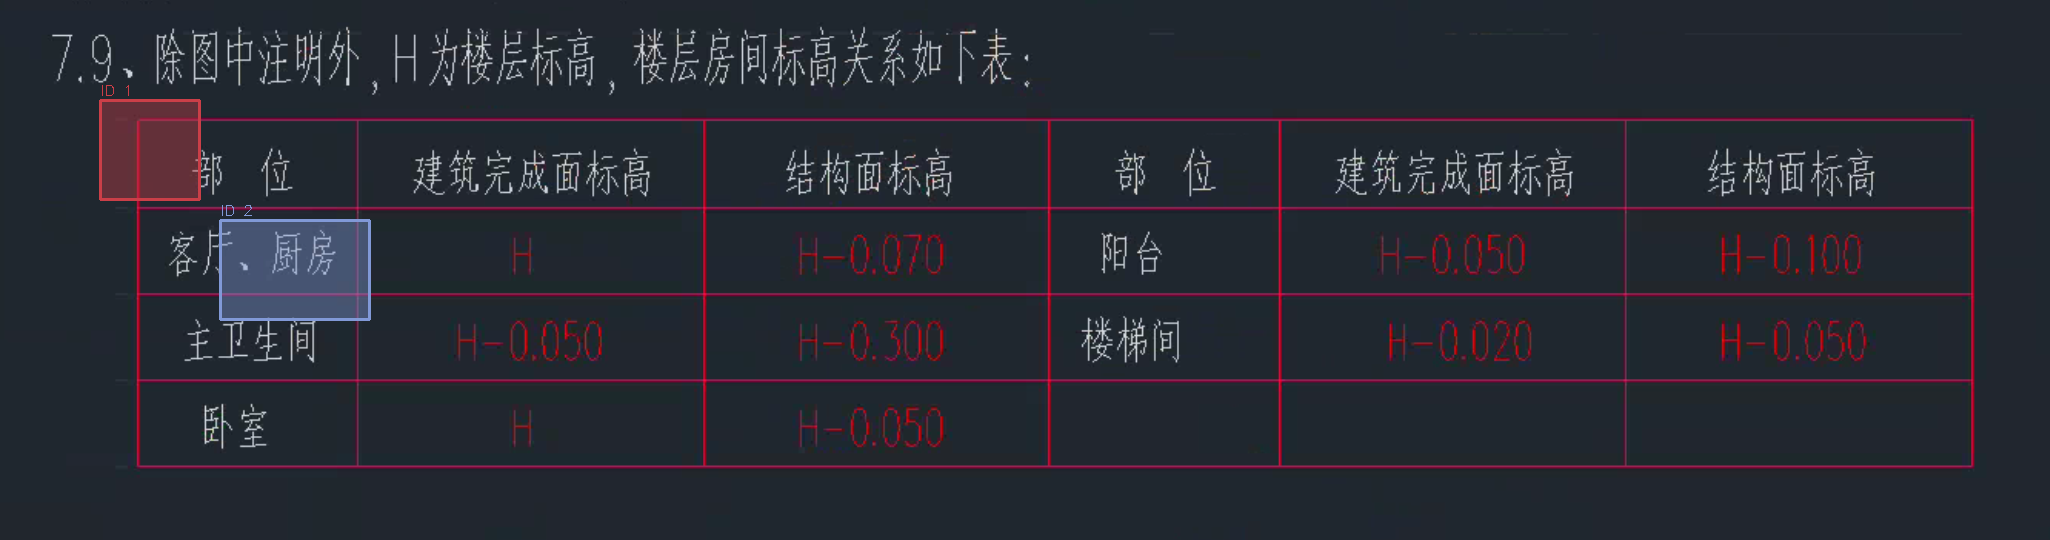 7.9、除图中注明外,H为楼层标高,楼层房间标高关系如下表:
ID 1
部 位 建筑完成面标高 结构面标高 部 位 建筑完成面标高 结构面标高
ID 2
客厅、厨房 H H-0.070 阳台 H-0.050 H-0.100
主卫生间 H-0.050 H-0.300 楼梯间 H-0.020 H-0.050
卧室 H H-0.050